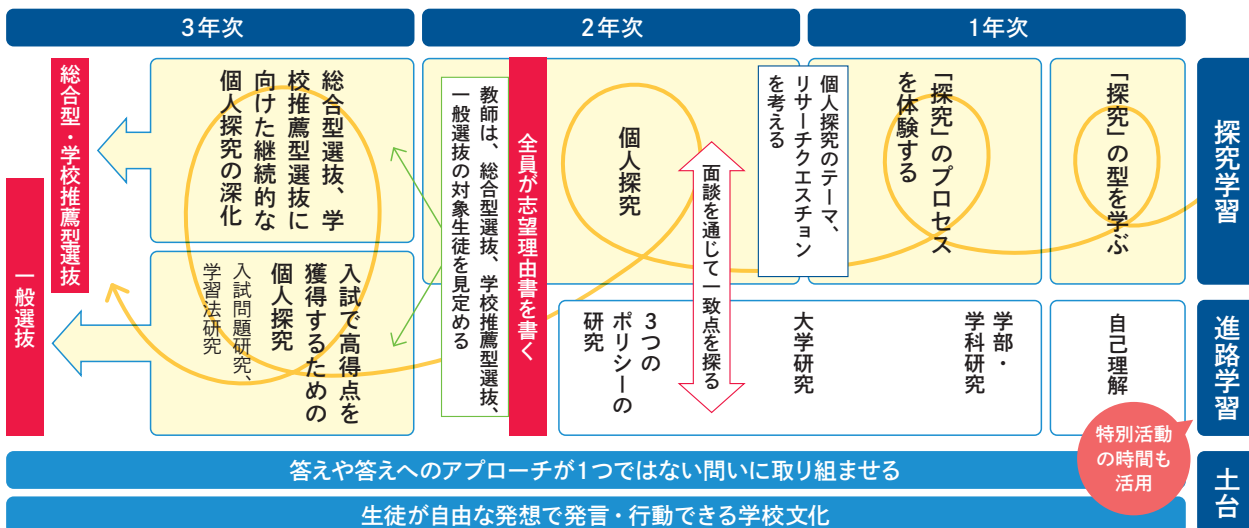 1年次
2年次
3年次
探究学習
「探究」の型を学ぶ
「探究」のプロセス
を体験する
個人探究のテーマ、
リサーチクエスチョン
を考える
面談を通じて一致点を探る
個人探究
全員が志望理由書を書く
教師は、総合型選抜、学校推薦型選抜、
一般選抜の対象生徒を見定める
総合型選抜、学
校推薦型選抜に
向けた継続的な
個人探究の深化
入試で高得点を
獲得するための
個人探究
入試問題研究、
学習法研究
総合型・学校推薦型選抜
一般選抜
進路学習
自己理解
学部・
学科研究
大学研究
3つの
ポリシーの
研究
特別活動
の時間も
活用
土台
答えや答えへのアプローチが1つではない問いに取り組ませる
生徒が自由な発想で発言・行動できる学校文化